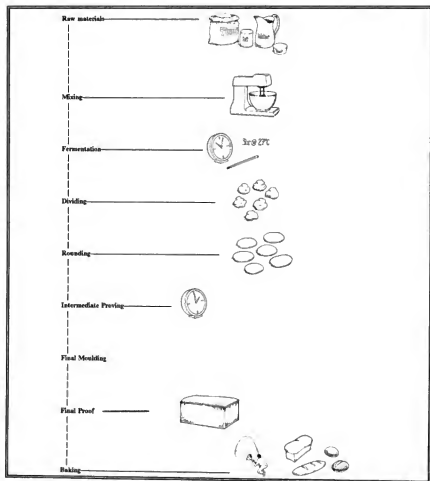 Raw materials
Mixing
Fermentation
3hr @ 27°C
Dividing
Rounding
Intermediate Proving
Final Moulding
Final Proof
Baking